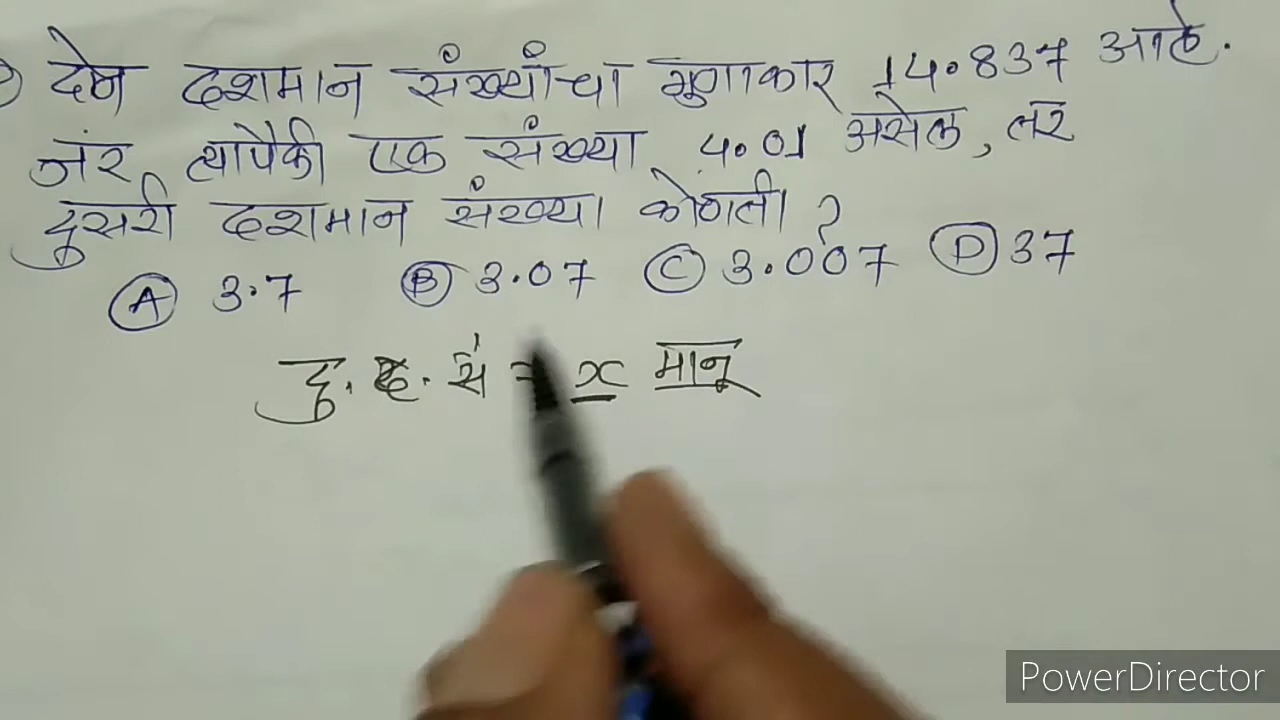 दोन दशमान संख्यांचा गुणाकार 14.837 आहे.
जर त्यापैकी एक संख्या 4.01 असेल, तर
दुसरी दशमान संख्या कोणती ?
A 3.7 B 3.07 C 3.007 D 37
दु. द. सं = x मानू
PowerDirector